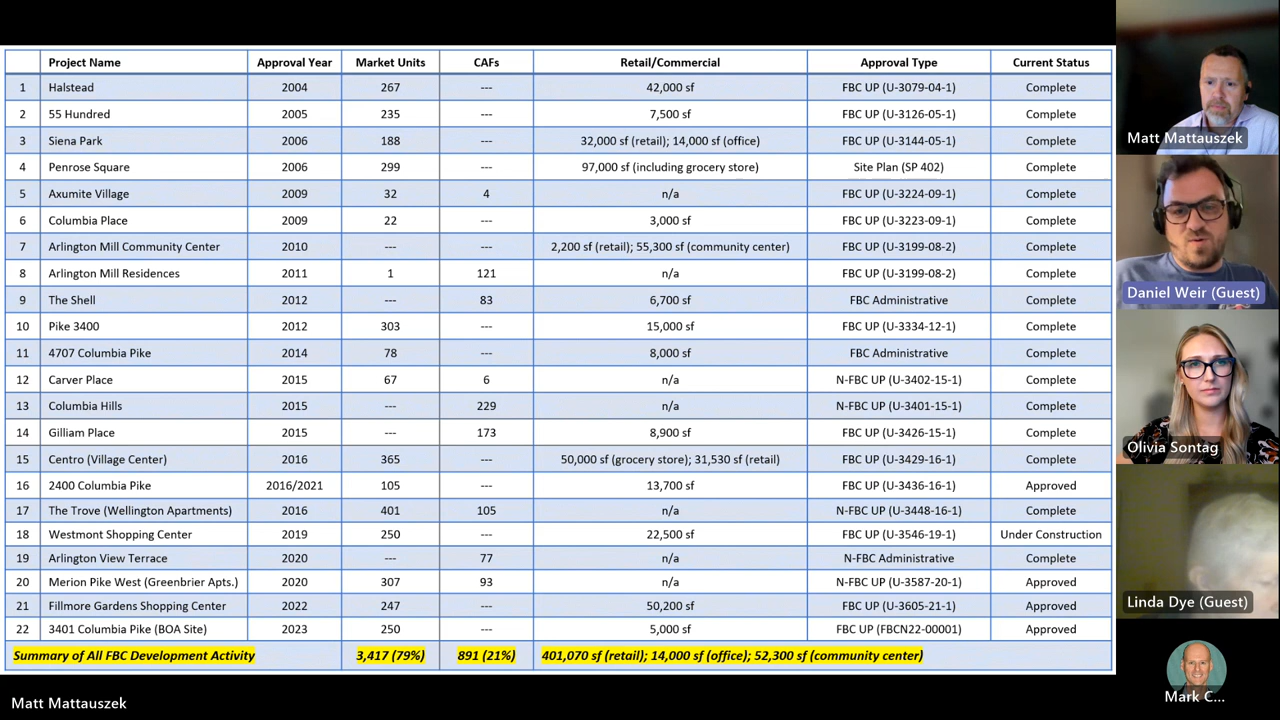 Project Name Approval Year Market Units CAFs Retail/Commercial Approval Type Current Status
1 Halstead 2004 267 --- 42,000 sf FBC UP (U-3079-04-1) Complete
2 55 Hundred 2005 235 --- 7,500 sf FBC UP (U-3126-05-1) Complete
3 Siena Park 2006 188 --- 32,000 sf (retail); 14,000 sf (office) FBC UP (U-3144-05-1) Complete
4 Penrose Square 2006 299 --- 97,000 sf (including grocery store) Site Plan (SP 402) Complete
5 Axumite Village 2009 32 4 n/a FBC UP (U-3224-09-1) Complete
6 Columbia Place 2009 22 --- 3,000 sf FBC UP (U-3223-09-1) Complete
7 Arlington Mill Community Center 2010 --- --- 2,200 sf (retail); 55,300 sf (community center) FBC UP (U-3199-08-2) Complete
8 Arlington Mill Residences 2011 1 121 n/a FBC UP (U-3199-08-2) Complete
9 The Shell 2012 --- 83 6,700 sf FBC Administrative Complete
10 Pike 3400 2012 303 --- 15,000 sf FBC UP (U-3334-12-1) Complete
11 4707 Columbia Pike 2014 78 --- 8,000 sf FBC Administrative Complete
12 Carver Place 2015 67 6 n/a N-FBC UP (U-3402-15-1) Complete
13 Columbia Hills 2015 --- 229 n/a N-FBC UP (U-3401-15-1) Complete
14 Gilliam Place 2015 --- 173 8,900 sf FBC UP (U-3426-15-1) Complete
15 Centro (Village Center) 2016 365 --- 50,000 sf (grocery store); 31,530 sf (retail) FBC UP (U-3429-16-1) Complete
16 2400 Columbia Pike 2016/2021 105 --- 13,700 sf FBC UP (U-3436-16-1) Approved
17 The Trove (Wellington Apartments) 2016 401 105 n/a N-FBC UP (U-3448-16-1) Complete
18 Westmont Shopping Center 2019 250 --- 22,500 sf FBC UP (U-3546-19-1) Under Construction
19 Arlington View Terrace 2020 --- 77 n/a N-FBC Administrative Complete
20 Merion Pike West (Greenbrier Apts.) 2020 307 93 n/a N-FBC UP (U-3587-20-1) Approved
21 Fillmore Gardens Shopping Center 2022 247 --- 50,200 sf FBC UP (U-3605-21-1) Approved
22 3401 Columbia Pike (BOA Site) 2023 250 --- 5,000 sf FBC UP (FBCN22-00001) Approved
Summary of All FBC Development Activity 3,417 (79%) 891 (21%) 401,070 sf (retail); 14,000 sf (office); 52,300 sf (community center)
Matt Mattauszek
Matt Mattauszek
Daniel Weir (Guest)
Olivia Sontag
Linda Dye (Guest)
Mark C...